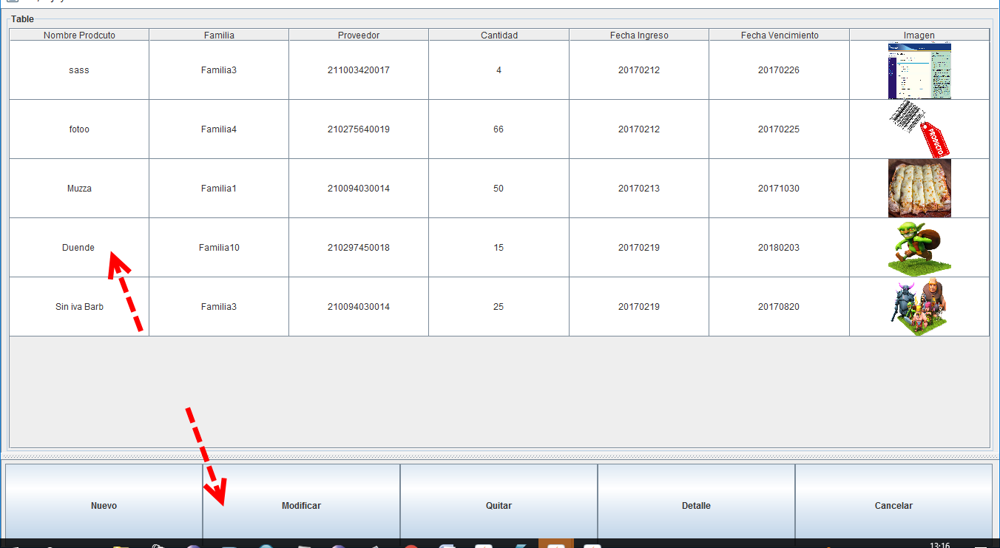 Table
Nombre Prodcuto Familia Proveedor Cantidad Fecha Ingreso Fecha Vencimiento Imagen
sass Familia3 211003420017 4 20170212 20170226
fotoo Familia4 210275640019 66 20170212 20170225
PRODUCTO
Muzza Familia1 210094030014 50 20170213 20171030
Duende Familia10 210297450018 15 20170219 20180203
Sin iva Barb Familia3 210094030014 25 20170219 20170820
Nuevo Modificar Quitar Detalle Cancelar
13:16